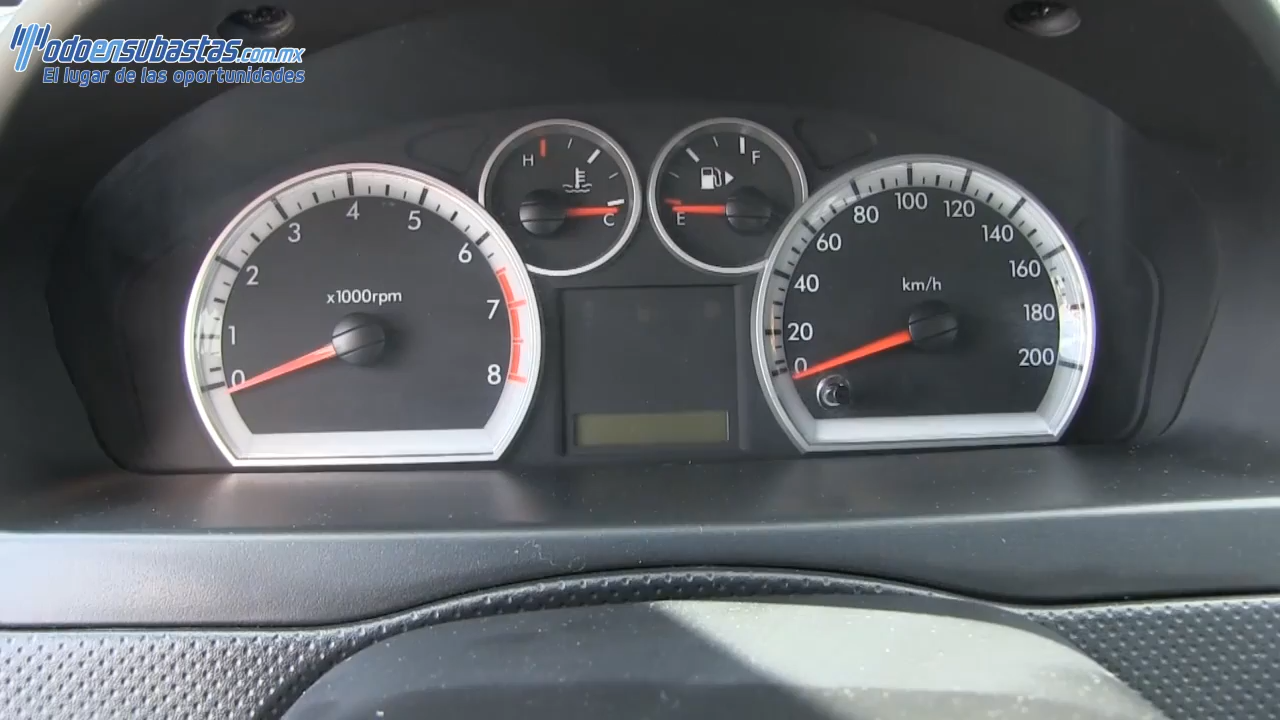 Todoensubastas.com.mx
El lugar de las oportunidades
H
C
F
E
0
1
2
3
4
5
6
7
8
x1000rpm
0
20
40
60
80
100
120
140
160
180
200
km/h